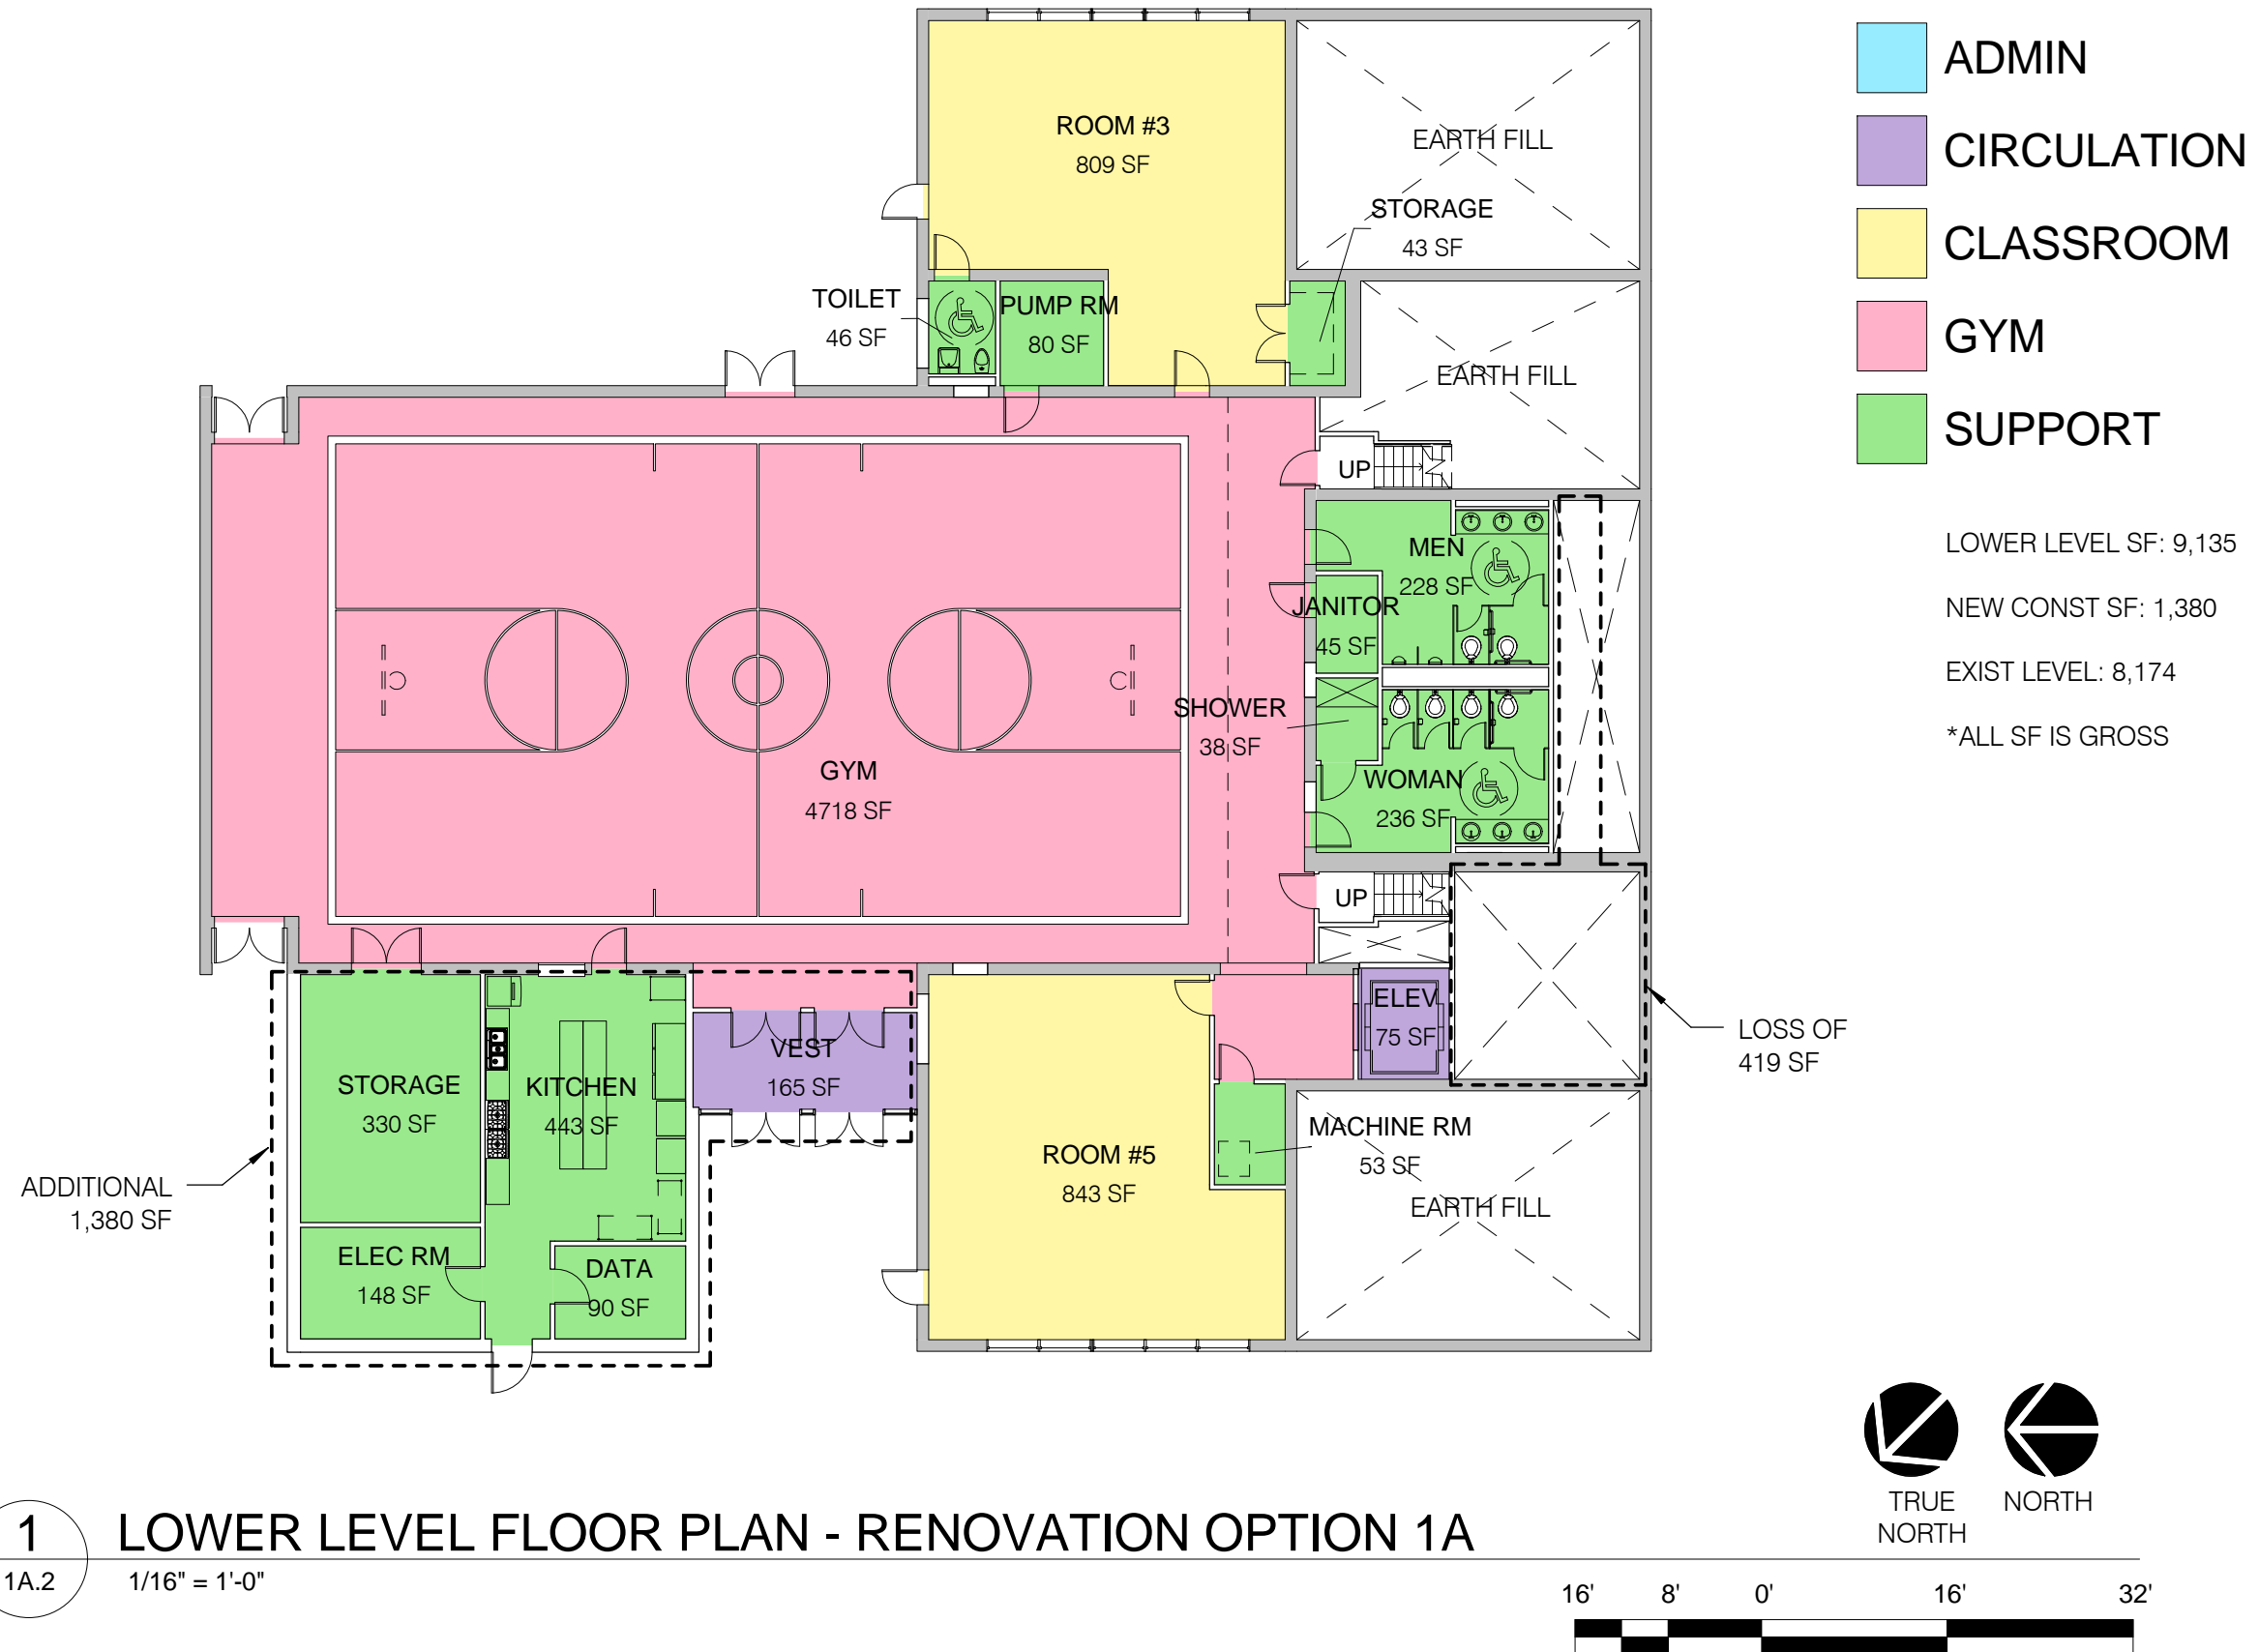 ROOM #3
809 SF
EARTH FILL
STORAGE
43 SF
TOILET
46 SF
PUMP RM
80 SF
EARTH FILL
UP
MEN
228 SF
JANITOR
45 SF
SHOWER
38 SF
WOMAN
236 SF
GYM
4718 SF
UP
ELEV
75 SF
LOSS OF
419 SF
VEST
165 SF
STORAGE
330 SF
KITCHEN
443 SF
MACHINE RM
53 SF
ROOM #5
843 SF
EARTH FILL
ADDITIONAL
1,380 SF
ELEC RM
148 SF
DATA
90 SF
ADMIN
CIRCULATION
CLASSROOM
GYM
SUPPORT
LOWER LEVEL SF: 9,135
NEW CONST SF: 1,380
EXIST LEVEL: 8,174
*ALL SF IS GROSS
TRUE
NORTH
NORTH
1
1A.2
LOWER LEVEL FLOOR PLAN - RENOVATION OPTION 1A
1/16" = 1'-0"
16' 8' 0' 16' 32'